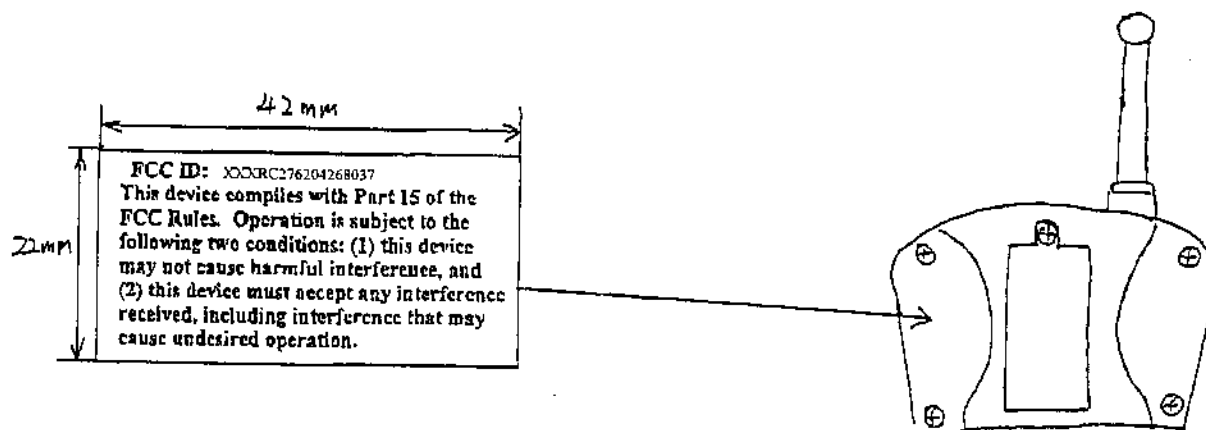 42mm
22mm
FCC ID: XXXRC276204268037
This device compiles with Part 15 of the
FCC Rules. Operation is subject to the
following two conditions: (1) this device
may not cause harmful interference, and
(2) this device must accept any interference
received, including interference that may
cause undesired operation.